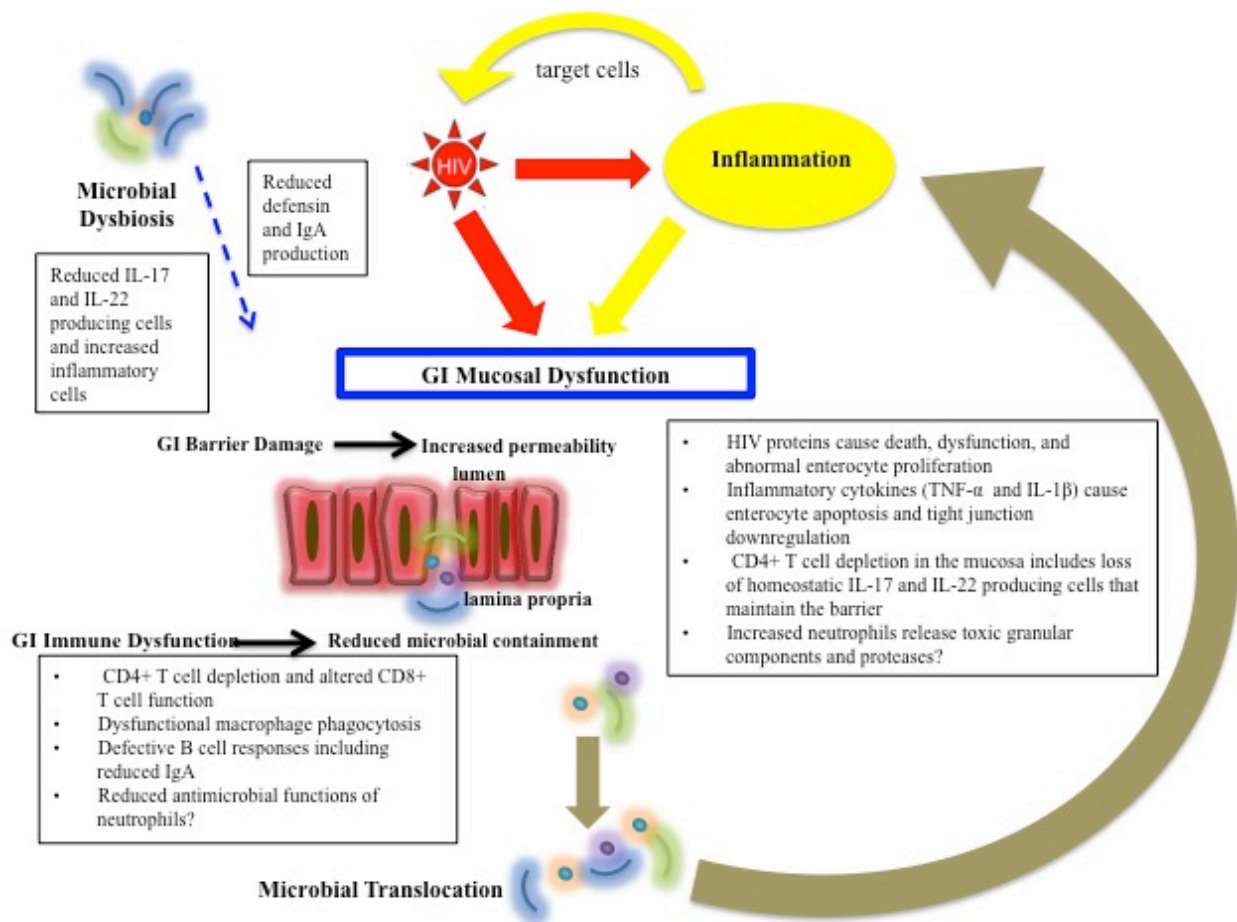 target cells
HIV
Inflammation
Microbial
Dysbiosis
Reduced
defensin
and IgA
production
Reduced IL-17
and IL-22
producing cells
and increased
inflammatory
cells
GI Mucosal Dysfunction
GI Barrier Damage
Increased permeability
lumen
lamina propria
GI Immune Dysfunction
Reduced microbial containment
• CD4+ T cell depletion and altered CD8+
T cell function
• Dysfunctional macrophage phagocytosis
• Defective B cell responses including
reduced IgA
• Reduced antimicrobial functions of
neutrophils?
• HIV proteins cause death, dysfunction, and
abnormal enterocyte proliferation
• Inflammatory cytokines (TNF-α and IL-1β) cause
enterocyte apoptosis and tight junction
downregulation
• CD4+ T cell depletion in the mucosa includes loss
of homeostatic IL-17 and IL-22 producing cells that
maintain the barrier
• Increased neutrophils release toxic granular
components and proteases?
Microbial Translocation